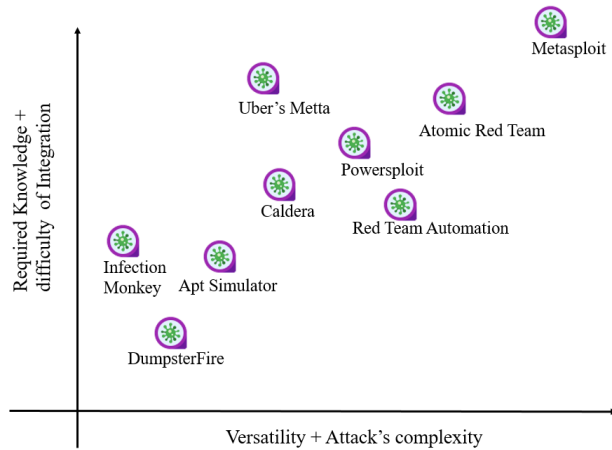 Metasploit
Uber's Metta
Atomic Red Team
Powersploit
Caldera
Red Team Automation
Infection
Monkey
Apt Simulator
DumpsterFire
Required Knowledge +
difficulty of Integration
Versatility + Attack's complexity